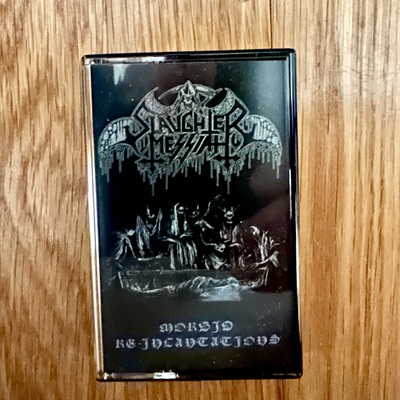 SLAUGHTER
MESSIAH
MORBID
RE-INCANTATIONS